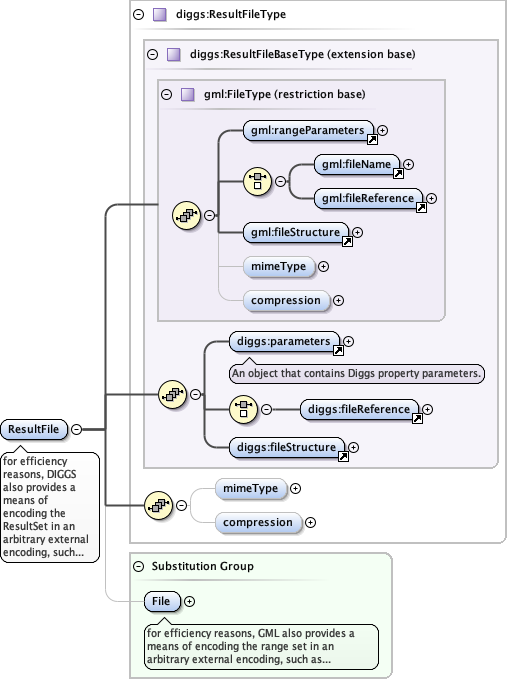 diggs:ResultFileType
diggs:ResultFileBaseType (extension base)
gml:FileType (restriction base)
gml:rangeParameters
gml:fileName
gml:fileReference
gml:fileStructure
mimeType
compression
diggs:parameters
An object that contains Diggs property parameters.
diggs:fileReference
diggs:fileStructure
ResultFile
for efficiency
reasons, DIGGS
also provides a
means of
encoding the
ResultSet in an
arbitrary external
encoding, such...
mimeType
compression
Substitution Group
File
for efficiency reasons, GML also provides a
means of encoding the range set in an
arbitrary external encoding, such as...